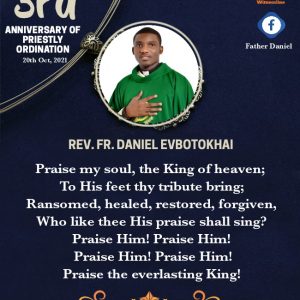 3rd
ANNIVERSARY OF
PRIESTLY
ORDINATION
20th Oct, 2021
Father Daniel
REV. FR. DANIEL EVBOTOKHAI
Praise my soul, the King of heaven;
To His feet thy tribute bring;
Ransomed, healed, restored, forgiven,
Who like thee His praise shall sing?
Praise Him! Praise Him!
Praise Him! Praise Him!
Praise the everlasting King!